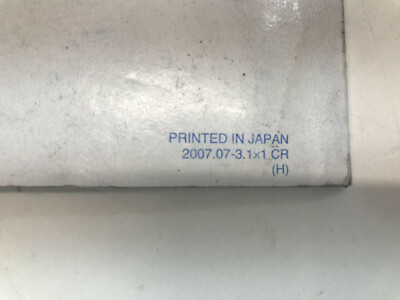 PRINTED IN JAPAN
2007.07-3.1×1 CR
(H)